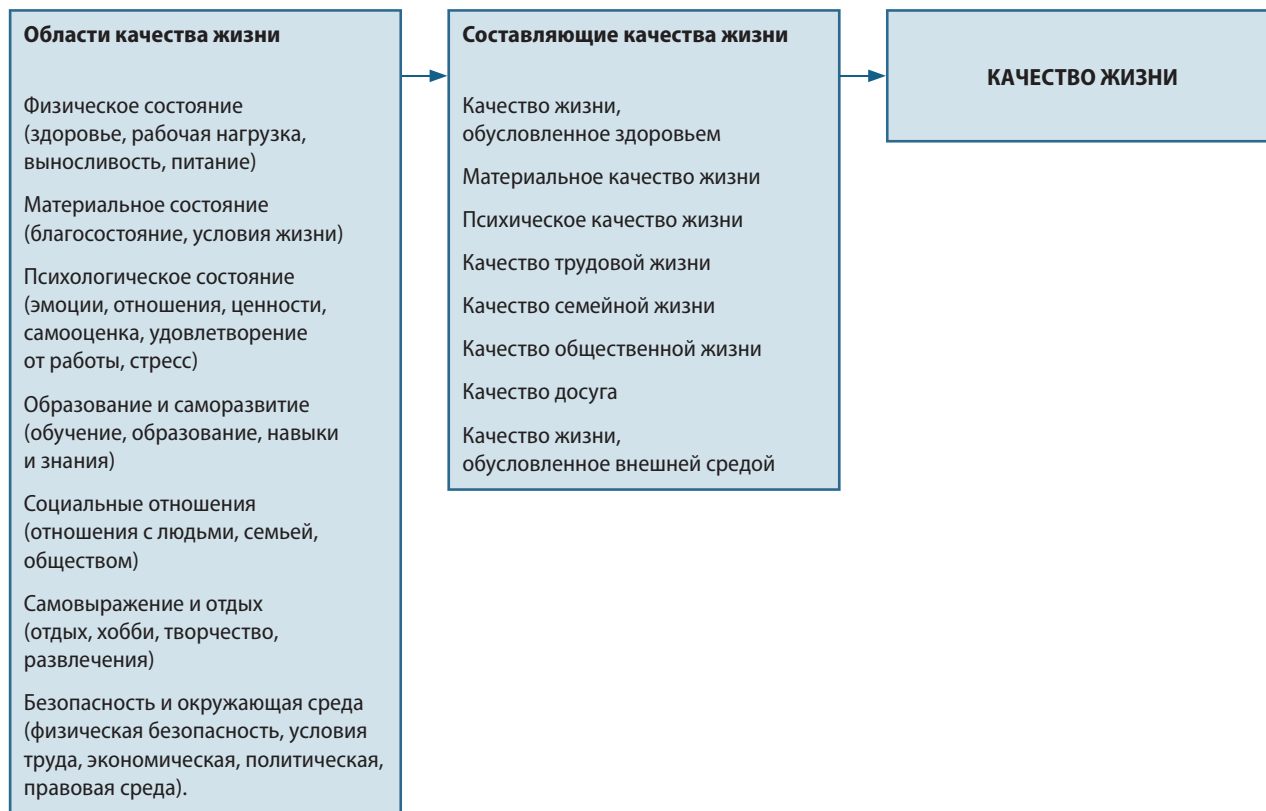 Области качества жизни
Физическое состояние
(здоровье, рабочая нагрузка,
выносливость, питание)
Материальное состояние
(благосостояние, условия жизни)
Психологическое состояние
(эмоции, отношения, ценности,
самооценка, удовлетворение
от работы, стресс)
Образование и саморазвитие
(обучение, образование, навыки
и знания)
Социальные отношения
(отношения с людьми, семьей,
обществом)
Самовыражение и отдых
(отдых, хобби, творчество,
развлечения)
Безопасность и окружающая среда
(физическая безопасность, условия
труда, экономическая, политическая,
правовая среда).
Составляющие качества жизни
Качество жизни,
обусловленное здоровьем
Материальное качество жизни
Психическое качество жизни
Качество трудовой жизни
Качество семейной жизни
Качество общественной жизни
Качество досуга
Качество жизни,
обусловленное внешней средой
КАЧЕСТВО ЖИЗНИ